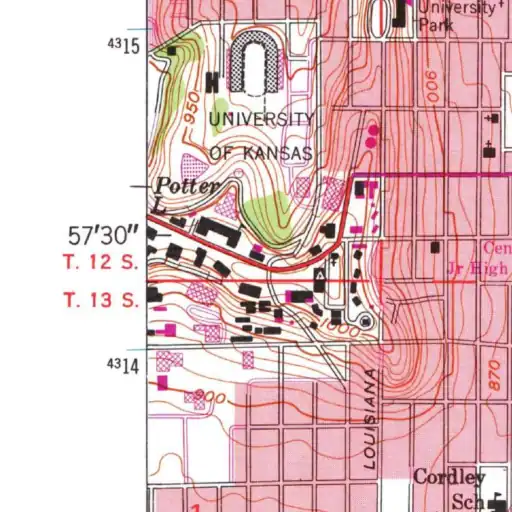 University
Park
4315
950
900
UNIVERSITY
OF KANSAS
Potter
L
57'30"
T. 12 S.
T. 13 S.
Cen
Jr High
1000
4314
900
870
LOUISIANA
Cordley
Sch
1